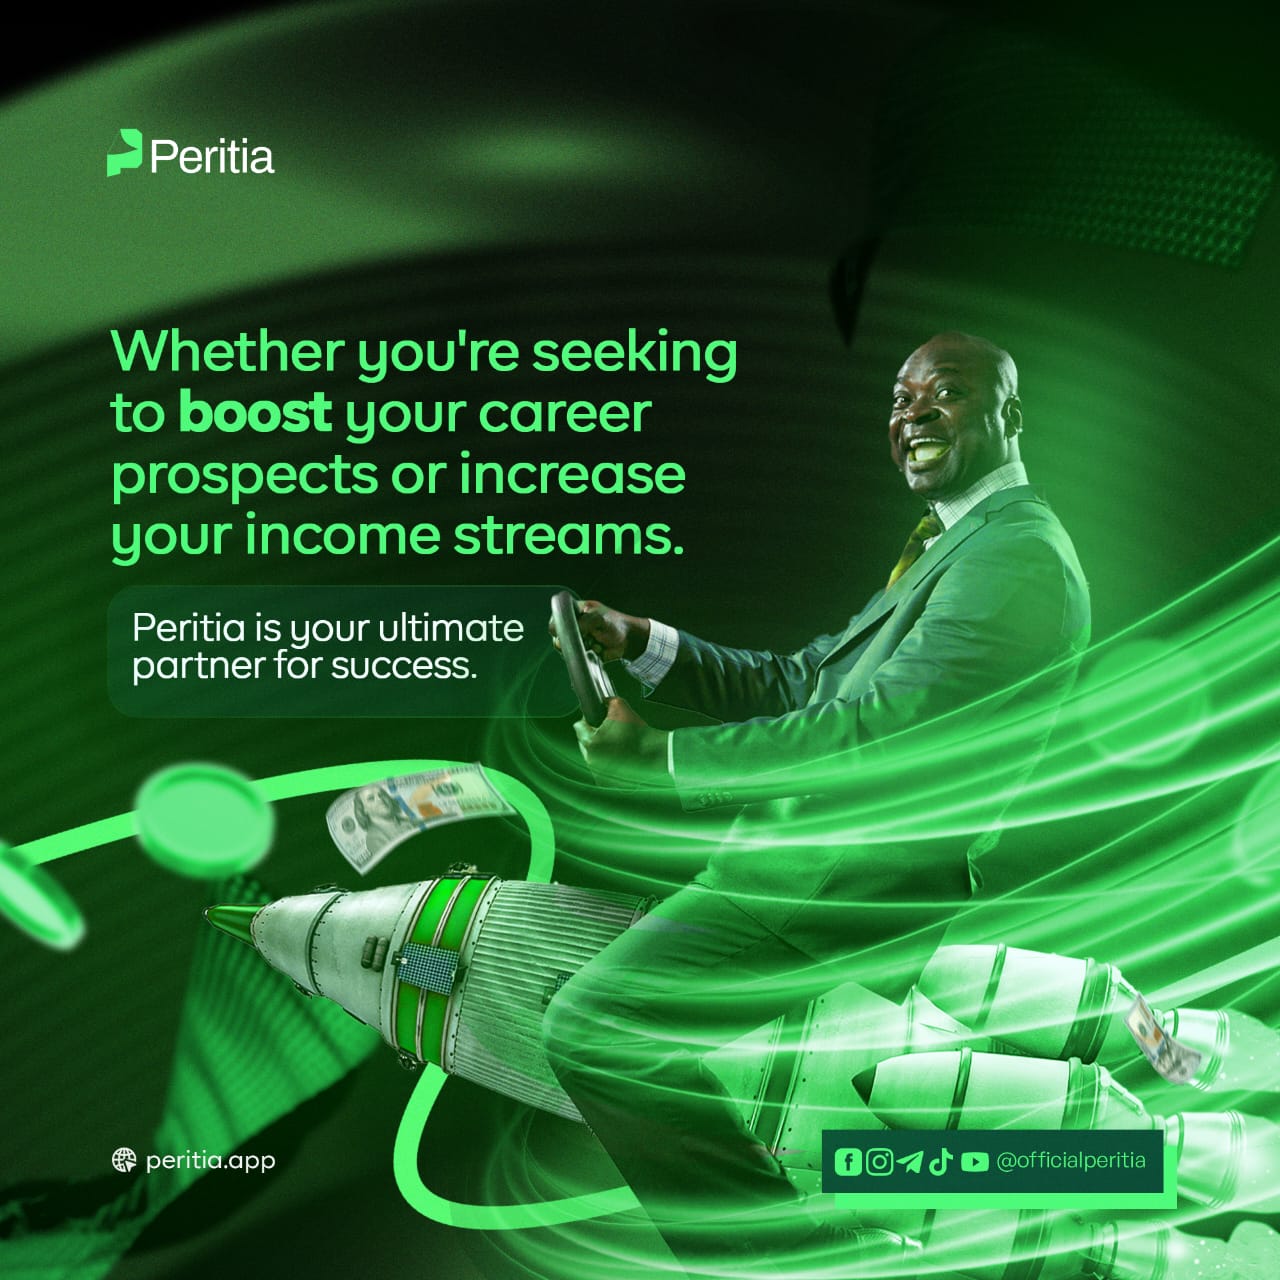 Peritia
Whether you're seeking
to boost your career
prospects or increase
your income streams.
Peritia is your ultimate
partner for success.
peritia.app
@officialperitia